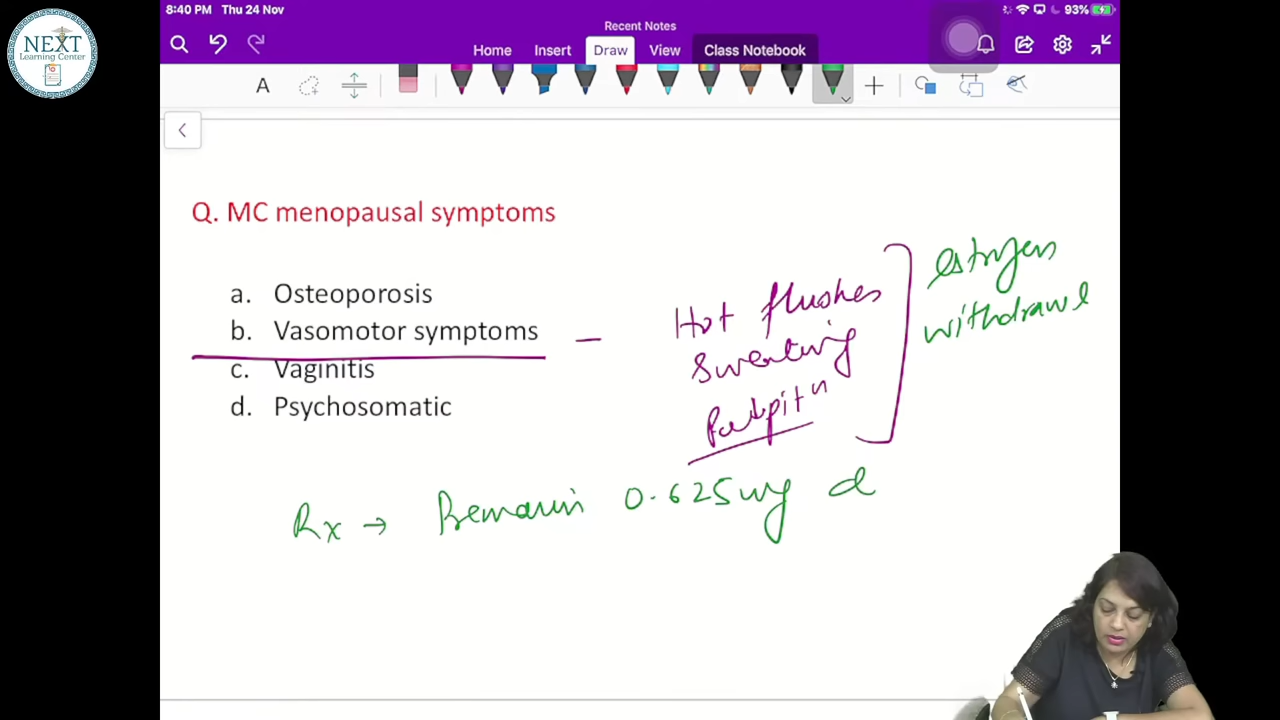 8:40 PM Thu 24 Nov
93%
Recent Notes
NEXT
Learning Center
Home Insert Draw View Class Notebook
A
Q. MC menopausal symptoms
a. Osteoporosis
b. Vasomotor symptoms –
c. Vaginitis
d. Psychosomatic
Hot flushes
Sweating
Palpitⁿ
estrogen
withdrawl
Rx → Premarin 0.625mg d